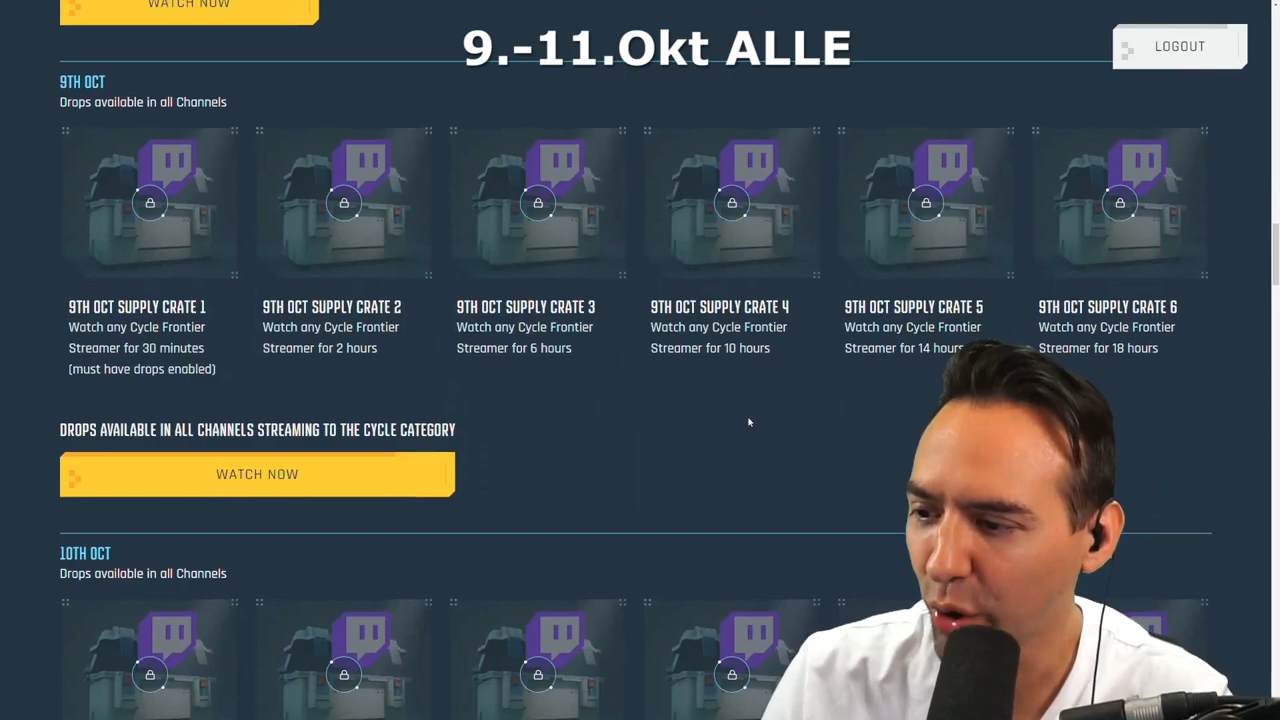 WATCH NOW
9.-11.Okt ALLE
LOGOUT
9TH OCT
Drops available in all Channels
9TH OCT SUPPLY CRATE 1
Watch any Cycle Frontier
Streamer for 30 minutes
(must have drops enabled)
9TH OCT SUPPLY CRATE 2
Watch any Cycle Frontier
Streamer for 2 hours
9TH OCT SUPPLY CRATE 3
Watch any Cycle Frontier
Streamer for 6 hours
9TH OCT SUPPLY CRATE 4
Watch any Cycle Frontier
Streamer for 10 hours
9TH OCT SUPPLY CRATE 5
Watch any Cycle Frontier
Streamer for 14 hours
9TH OCT SUPPLY CRATE 6
Watch any Cycle Frontier
Streamer for 18 hours
DROPS AVAILABLE IN ALL CHANNELS STREAMING TO THE CYCLE CATEGORY
WATCH NOW
10TH OCT
Drops available in all Channels